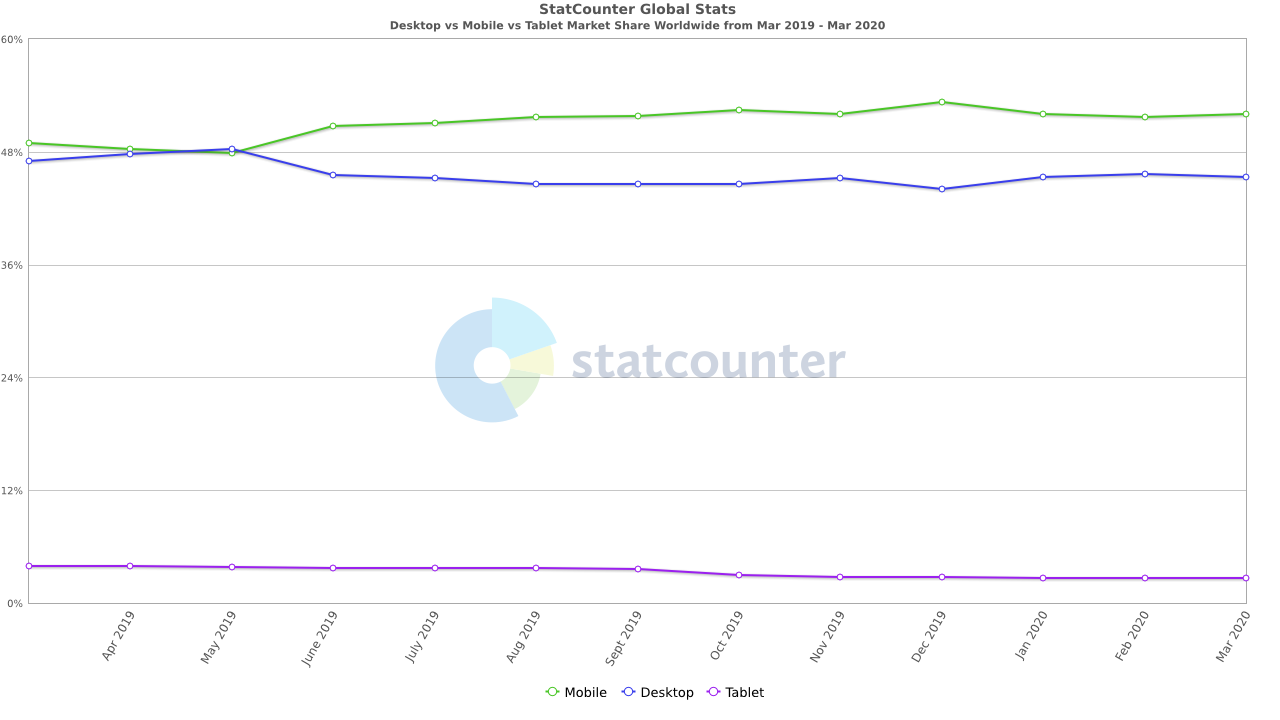 StatCounter Global Stats
Desktop vs Mobile vs Tablet Market Share Worldwide from Mar 2019 - Mar 2020
60%
48%
36%
statcounter
24%
12%
0%
Apr 2019
May 2019
June 2019
July 2019
Aug 2019
Sept 2019
Oct 2019
Nov 2019
Dec 2019
Jan 2020
Feb 2020
Mar 2020
Mobile Desktop Tablet